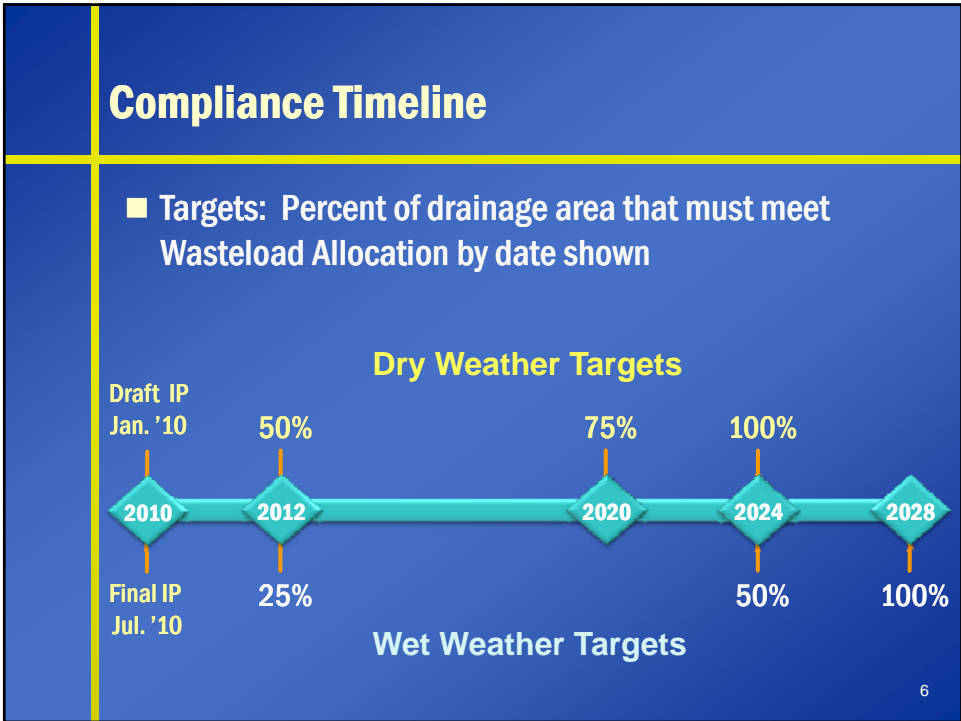 Compliance Timeline
Targets: Percent of drainage area that must meet
Wasteload Allocation by date shown
Dry Weather Targets
Draft IP
Jan. ’10
50%
75%
100%
2010
2012
2020
2024
2028
Final IP
Jul. ’10
25%
50%
100%
Wet Weather Targets
6